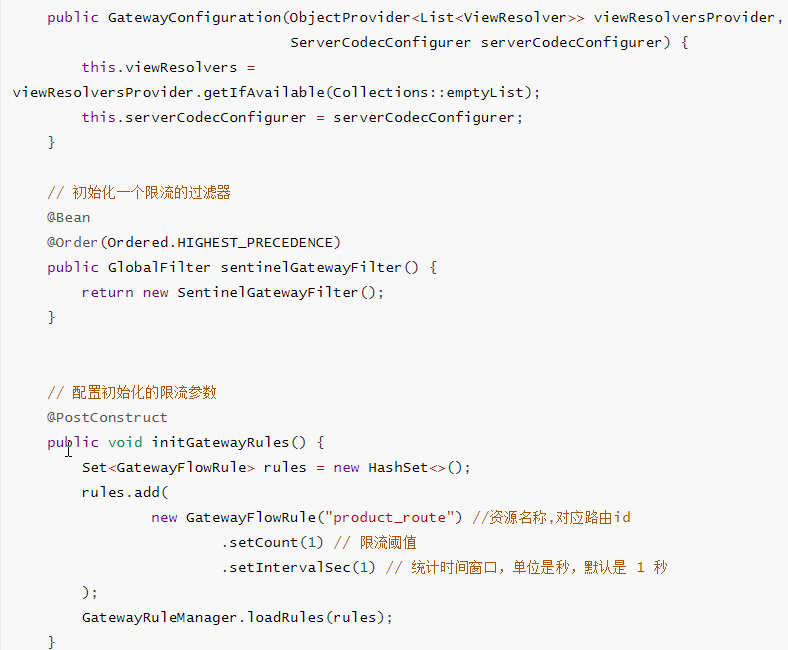 public GatewayConfiguration(ObjectProvider<List<ViewResolver>> viewResolversProvider,
ServerCodecConfigurer serverCodecConfigurer) {
this.viewResolvers =
viewResolversProvider.getIfAvailable(Collections::emptyList);
this.serverCodecConfigurer = serverCodecConfigurer;
}
// 初始化一个限流的过滤器
@Bean
@Order(Ordered.HIGHEST_PRECEDENCE)
public GlobalFilter sentinelGatewayFilter() {
return new SentinelGatewayFilter();
}
// 配置初始化的限流参数
@PostConstruct
public void initGatewayRules() {
Set<GatewayFlowRule> rules = new HashSet<>();
rules.add(
new GatewayFlowRule("product_route") //资源名称,对应路由id
.setCount(1) // 限流阈值
.setIntervalSec(1) // 统计时间窗口，单位是秒，默认是 1 秒
);
GatewayRuleManager.loadRules(rules);
}